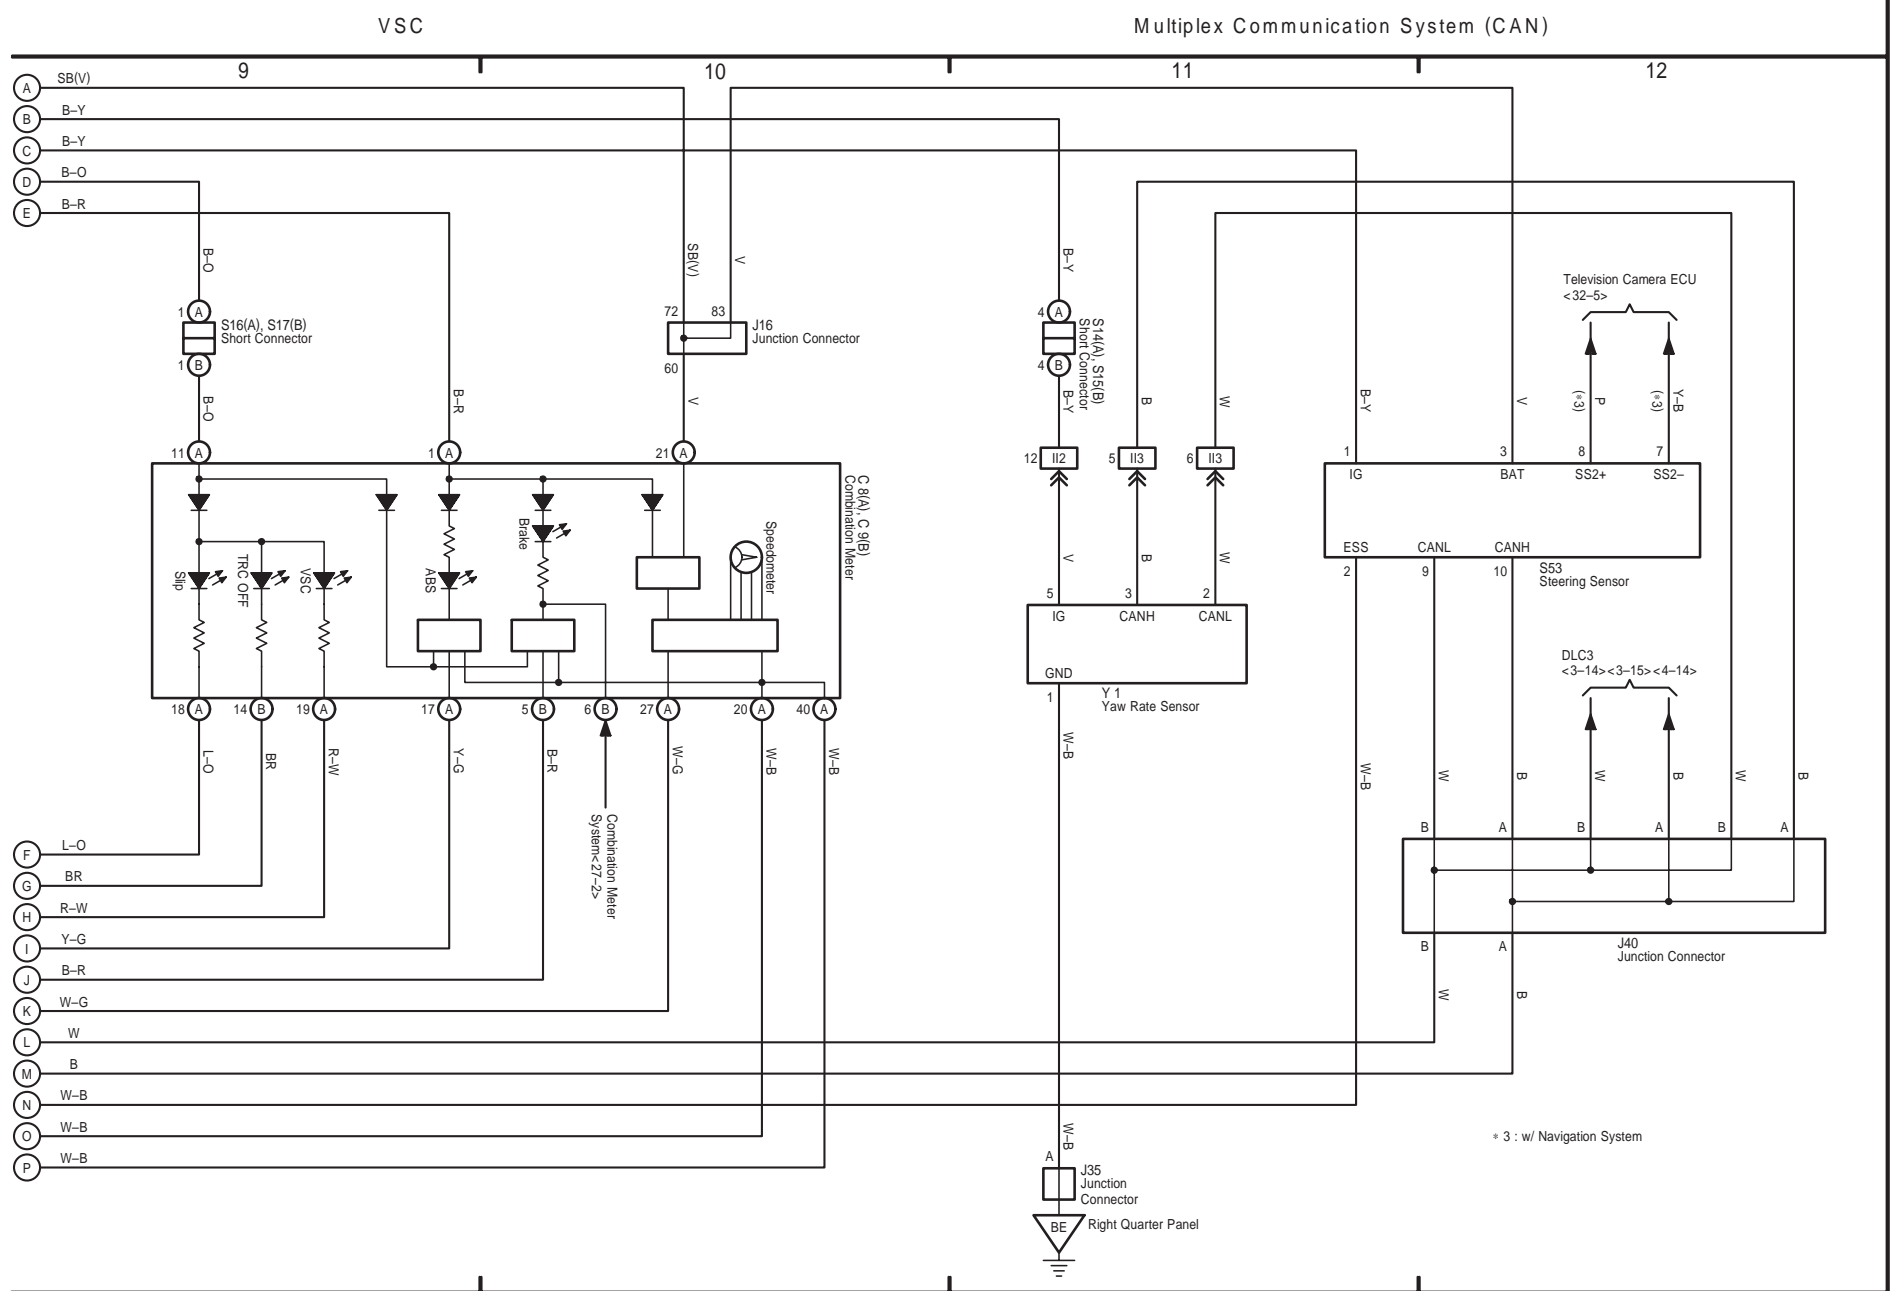 VSC
Multiplex Communication System (CAN)
9
10
11
12
A SB(V)
B B–Y
C B–Y
D B–O
E B–R
B–O
SB(V)
V
B–Y
Television Camera ECU
<32–5>
1 A
S16(A), S17(B)
Short Connector
1 B
72
83
J16
Junction Connector
60
4 A
S14(A), S15(B)
Short Connector
4 B
B–O
B–R
V
B–Y
B
W
B–Y
V
(*3)
P
(*3)
Y–B
11 A
1 A
21 A
12 II2
5 II3
6 II3
1
3
8
7
IG
BAT
SS2+
SS2–
C 8(A), C 9(B)
Combination Meter
Brake
Speedometer
Slip
TRC OFF
VSC
ABS
V
B
W
ESS
CANL
CANH
2
9
10
S53
Steering Sensor
5
3
2
IG
CANH
CANL
GND
1
Y 1
Yaw Rate Sensor
DLC3
<3–14><3–15><4–14>
18 A
14 B
19 A
17 A
5 B
6 B
27 A
20 A
40 A
L–O
BR
R–W
Y–G
B–R
W–G
W–B
W–B
W–B
W–B
W
B
W
B
W
B
Combination Meter
System<27–2>
B
A
B
A
B
A
F L–O
G BR
H R–W
I Y–G
J B–R
K W–G
L W
M B
N W–B
O W–B
P W–B
B
A
J40
Junction Connector
W
B
* 3 : w/ Navigation System
W–B
A
J35
Junction
Connector
BE
Right Quarter Panel